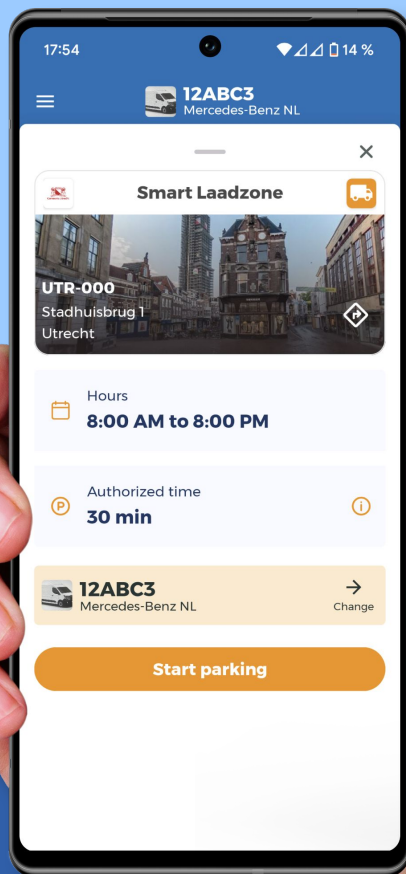 17:54
14 %
12ABC3
Mercedes-Benz NL
Smart Laadzone
UTR-000
Stadhuisbrug 1
Utrecht
Hours
8:00 AM to 8:00 PM
P
Authorized time
30 min
i
12ABC3
Mercedes-Benz NL
Change
Start parking